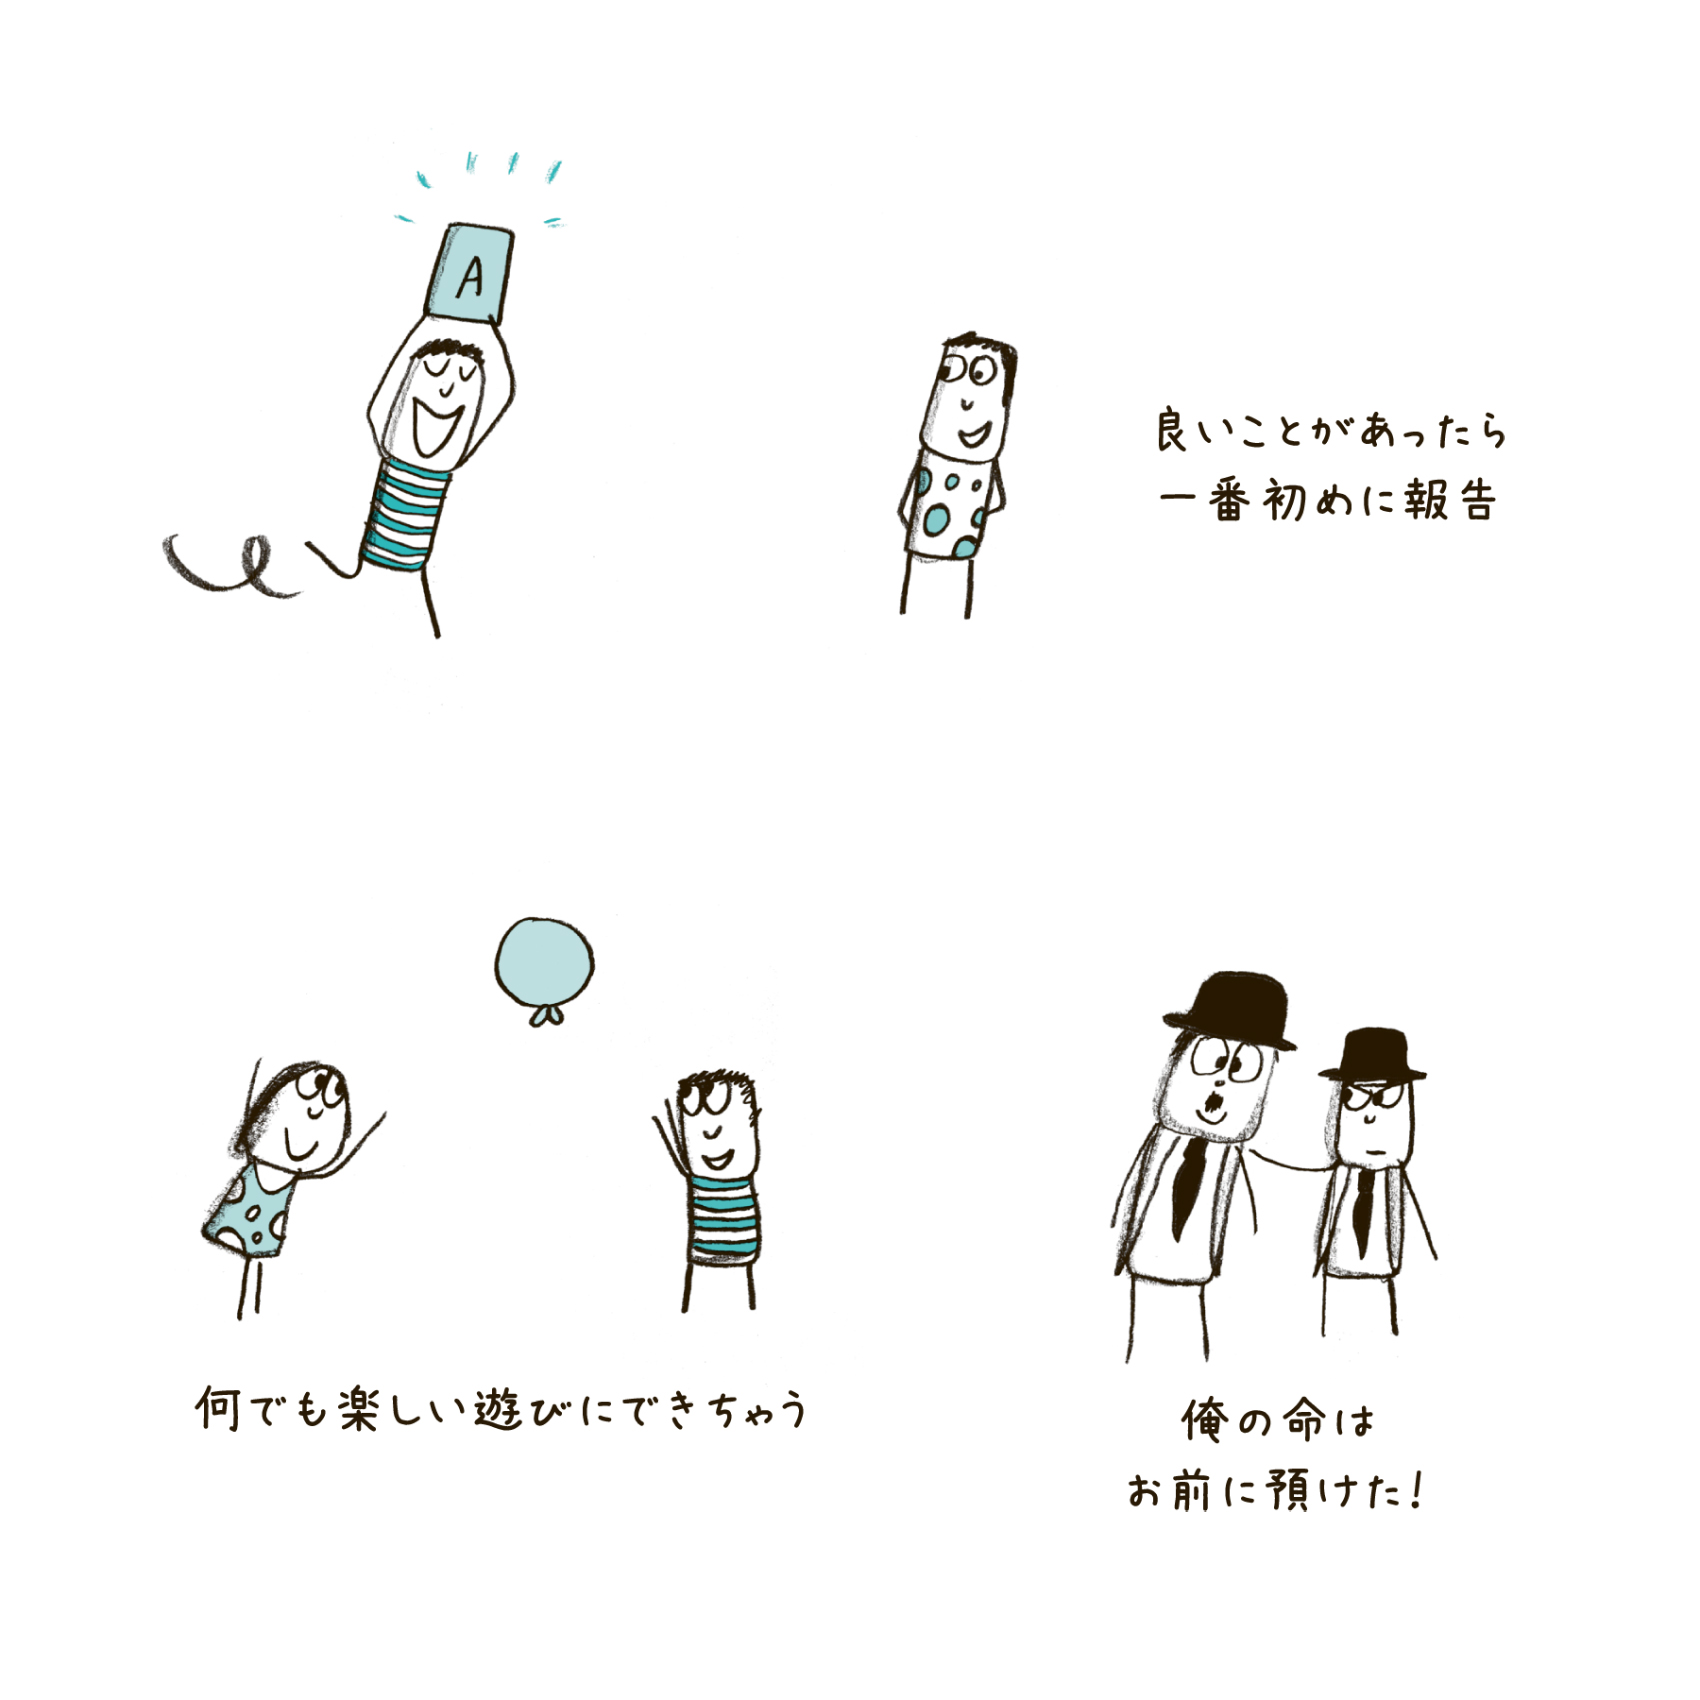 A
良いことがあったら
一番初めに報告
何でも楽しい遊びにできちゃう
俺の命は
お前に預けた!